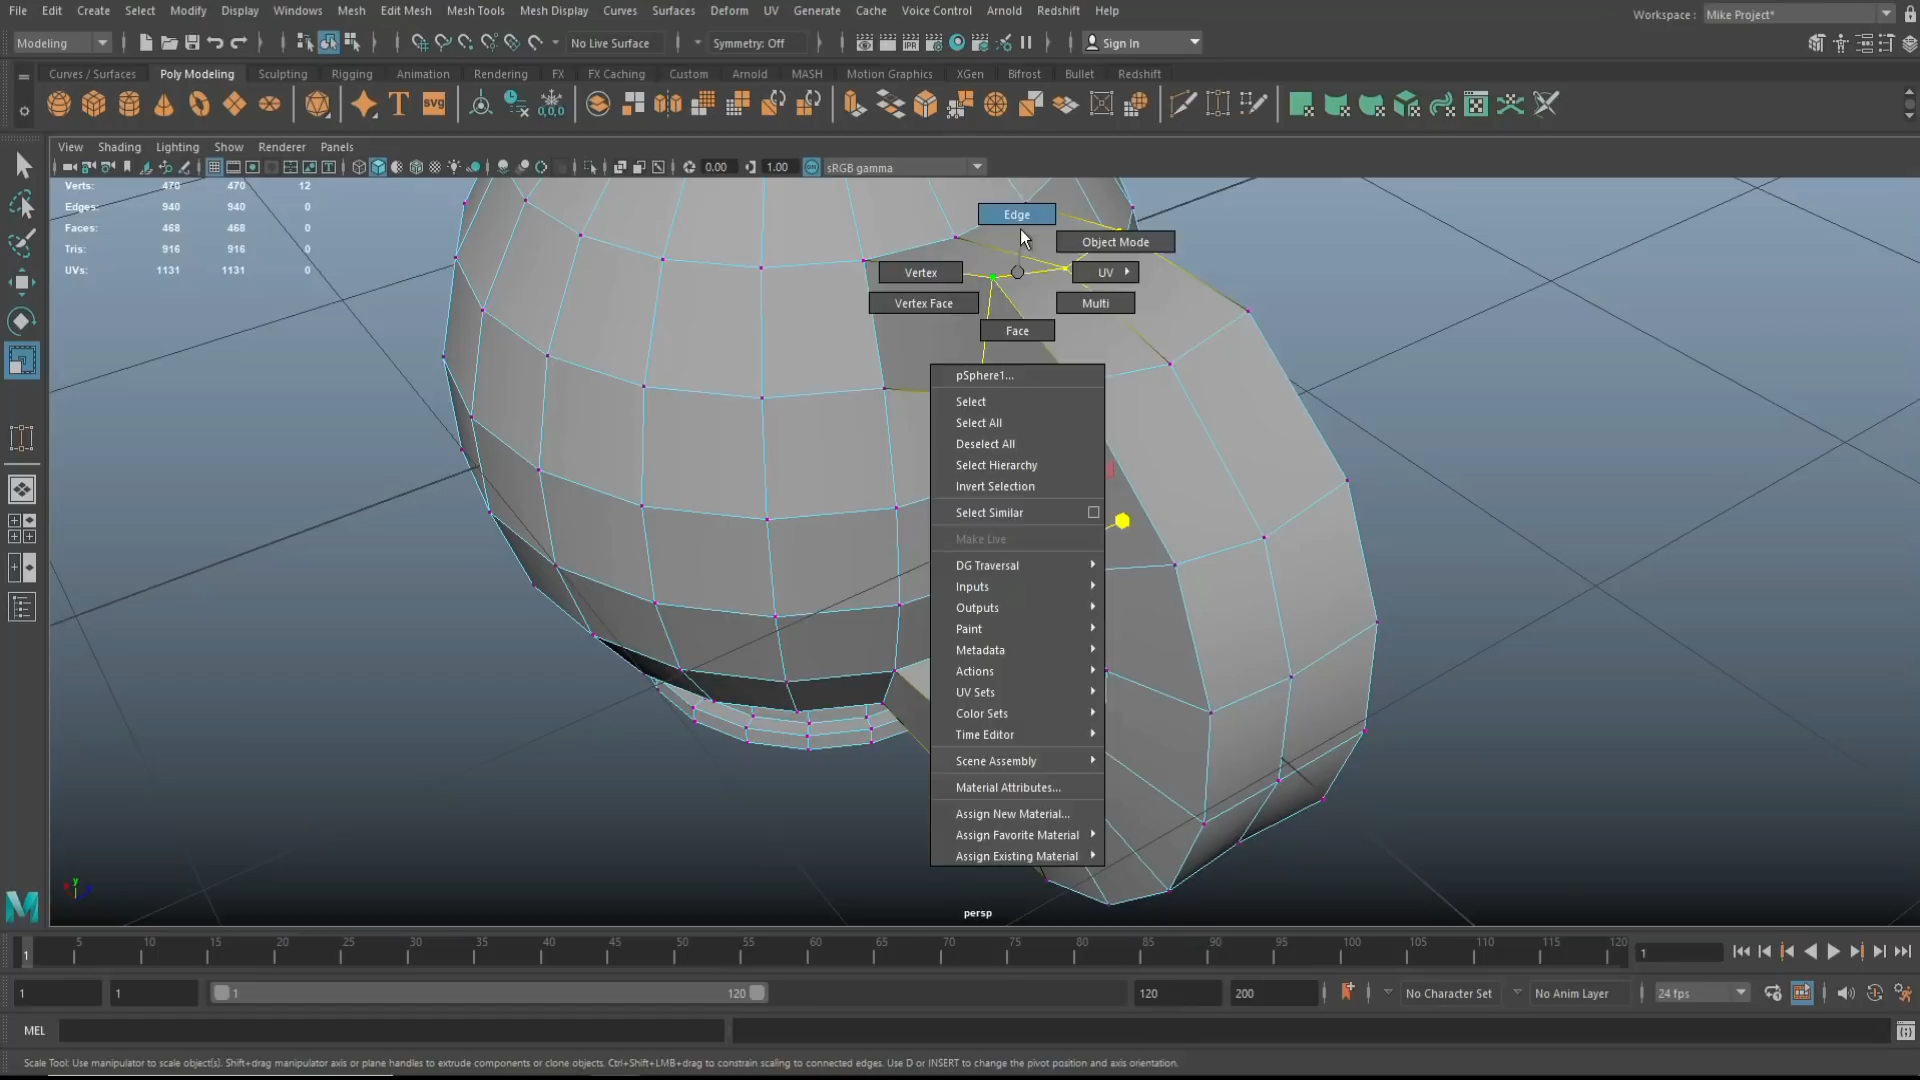 File Edit Create Select Modify Display Windows Mesh Edit Mesh Mesh Tools Mesh Display Curves Surfaces Deform UV Generate Cache Voice Control Arnold Redshift Help Workspace : Mike Project*
Modeling No Live Surface Symmetry: Off IPR Sign In
Curves / Surfaces Poly Modeling Sculpting Rigging Animation Rendering FX FX Caching Custom Arnold MASH Motion Graphics XGen Bifrost Bullet Redshift
T SVG 0,0,0
View Shading Lighting Show Renderer Panels
0.00 1.00 sRGB gamma
Verts: 470 470 12
Edges: 940 940 0
Faces: 468 468 0
Tris: 916 916 0
UVs: 1131 1131 0
Edge
Object Mode
Vertex UV
Vertex Face Multi
Face
pSphere1...
Select
Select All
Deselect All
Select Hierarchy
Invert Selection
Select Similar
Make Live
DG Traversal
Inputs
Outputs
Paint
Metadata
Actions
UV Sets
Color Sets
Time Editor
Scene Assembly
Material Attributes...
Assign New Material...
Assign Favorite Material
Assign Existing Material
y
persp
5 10 15 20 25 30 35 40 45 50 55 60 65 70 75 80 85 90 95 100 105 110 115 120
1 1
1 1 1 120 120 200 No Character Set No Anim Layer 24 fps
MEL
Scale Tool: Use manipulator to scale object(s). Shift+drag manipulator axis or plane handles to extrude components or clone objects. Ctrl+Shift+LMB+drag to constrain scaling to connected edges. Use D or INSERT to change the pivot position and axis orientation.